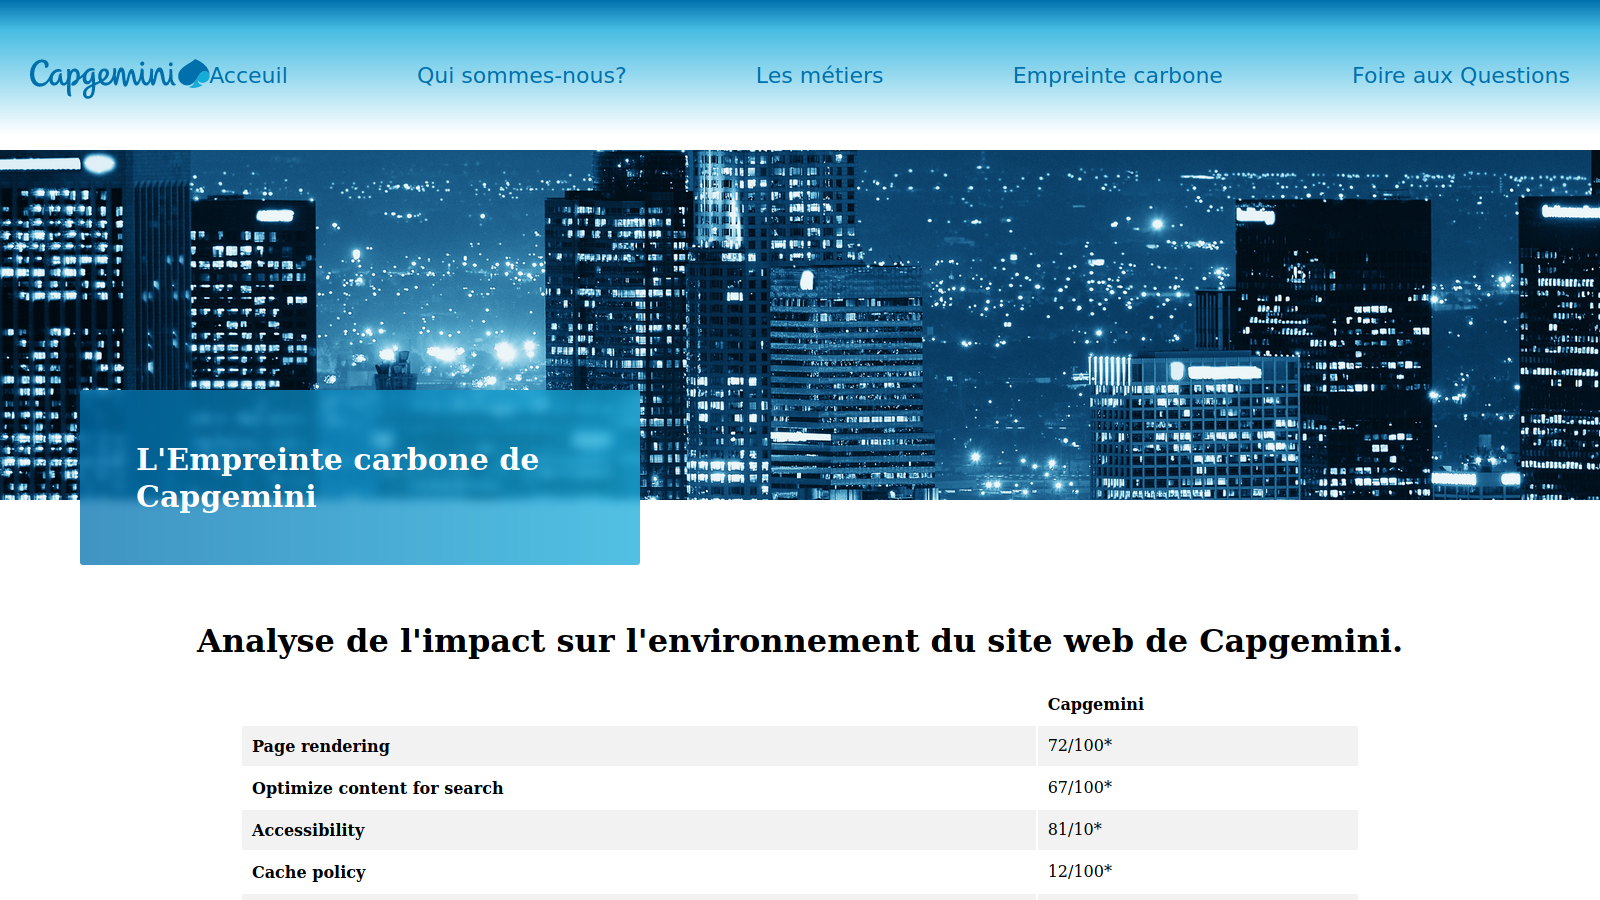 Capgemini Acceuil Qui sommes-nous? Les métiers Empreinte carbone Foire aux Questions
L'Empreinte carbone de
Capgemini
Analyse de l'impact sur l'environnement du site web de Capgemini.
Capgemini
Page rendering 72/100*
Optimize content for search 67/100*
Accessibility 81/10*
Cache policy 12/100*